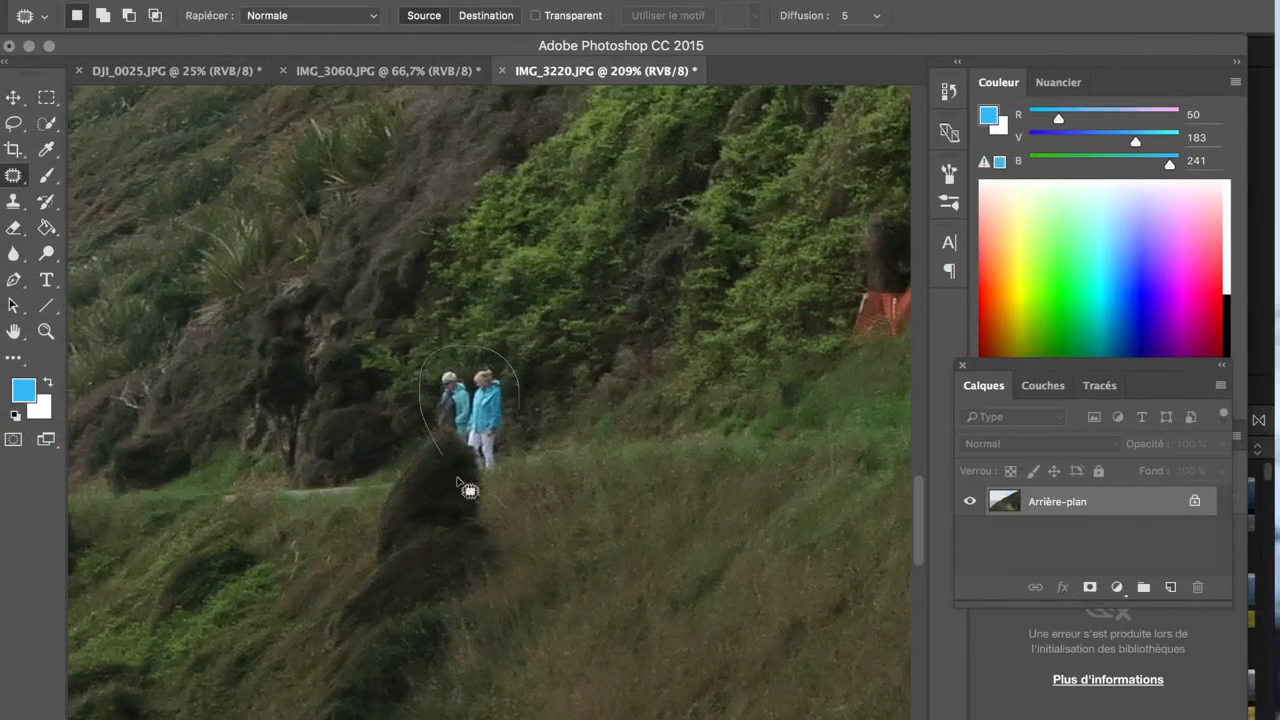 Rapiécer : Normale Source Destination Transparent Utiliser le motif Diffusion : 5
Adobe Photoshop CC 2015
DJI_0025.JPG @ 25% (RVB/8) * IMG_3060.JPG @ 66,7% (RVB/8) * IMG_3220.JPG @ 209% (RVB/8) *
Couleur Nuancier
R 50
V 183
B 241
Calques Couches Tracés
Type
Normal Opacité : 100 %
Verrou : Fond : 100 %
Arrière-plan
fx
Une erreur s'est produite lors de
l'initialisation des bibliothèques
Plus d'informations